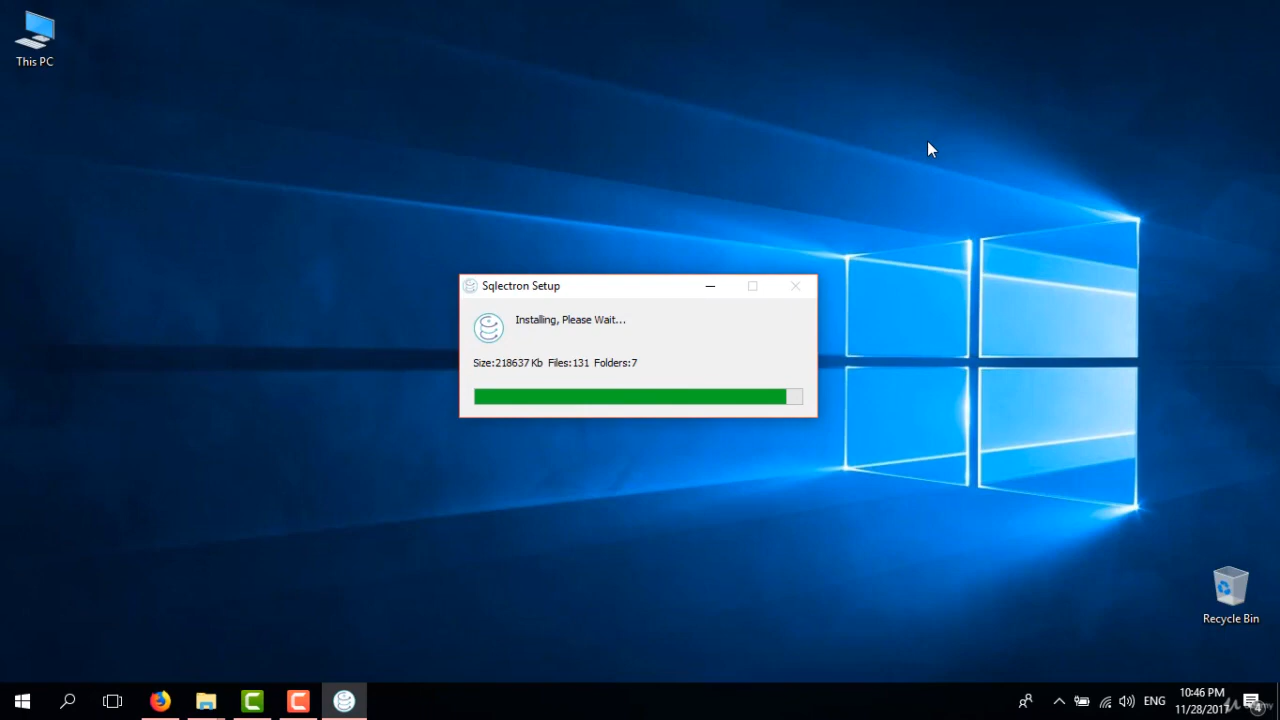 This PC
Sqlectron Setup
Installing, Please Wait...
Size:218637 Kb Files:131 Folders:7
Recycle Bin
ENG
10:46 PM
11/28/2017
4